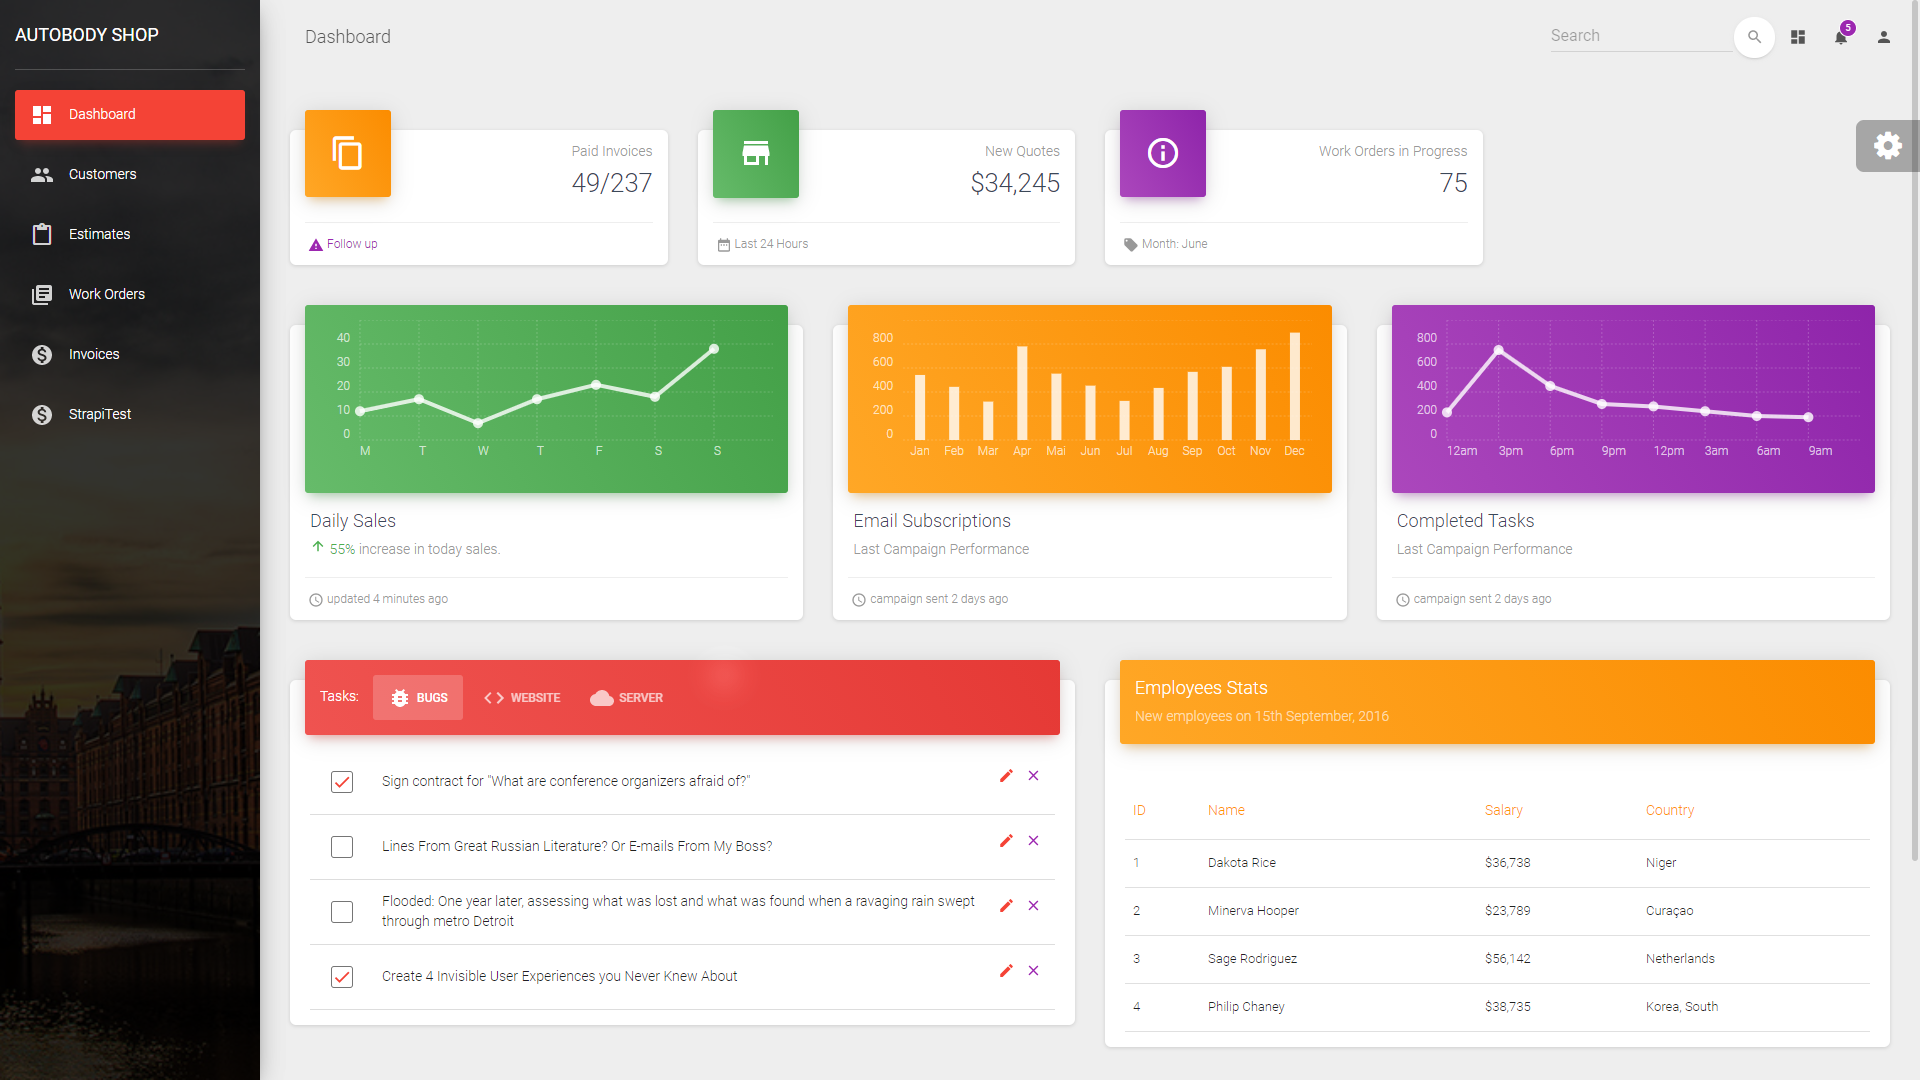 AUTOBODY SHOP
Dashboard
Customers
Estimates
Work Orders
Invoices
StrapiTest
Dashboard
Search
5
Paid Invoices
49/237
Follow up
New Quotes
$34,245
Last 24 Hours
Work Orders in Progress
75
Month: June
40
30
20
10
0
M T W T F S S
Daily Sales
55% increase in today sales.
updated 4 minutes ago
800
600
400
200
0
Jan Feb Mar Apr Mai Jun Jul Aug Sep Oct Nov Dec
Email Subscriptions
Last Campaign Performance
campaign sent 2 days ago
800
600
400
200
0
12am 3pm 6pm 9pm 12pm 3am 6am 9am
Completed Tasks
Last Campaign Performance
campaign sent 2 days ago
Tasks: BUGS WEBSITE SERVER
Sign contract for "What are conference organizers afraid of?"
Lines From Great Russian Literature? Or E-mails From My Boss?
Flooded: One year later, assessing what was lost and what was found when a ravaging rain swept
through metro Detroit
Create 4 Invisible User Experiences you Never Knew About
Employees Stats
New employees on 15th September, 2016
ID Name Salary Country
1 Dakota Rice $36,738 Niger
2 Minerva Hooper $23,789 Curaçao
3 Sage Rodriguez $56,142 Netherlands
4 Philip Chaney $38,735 Korea, South